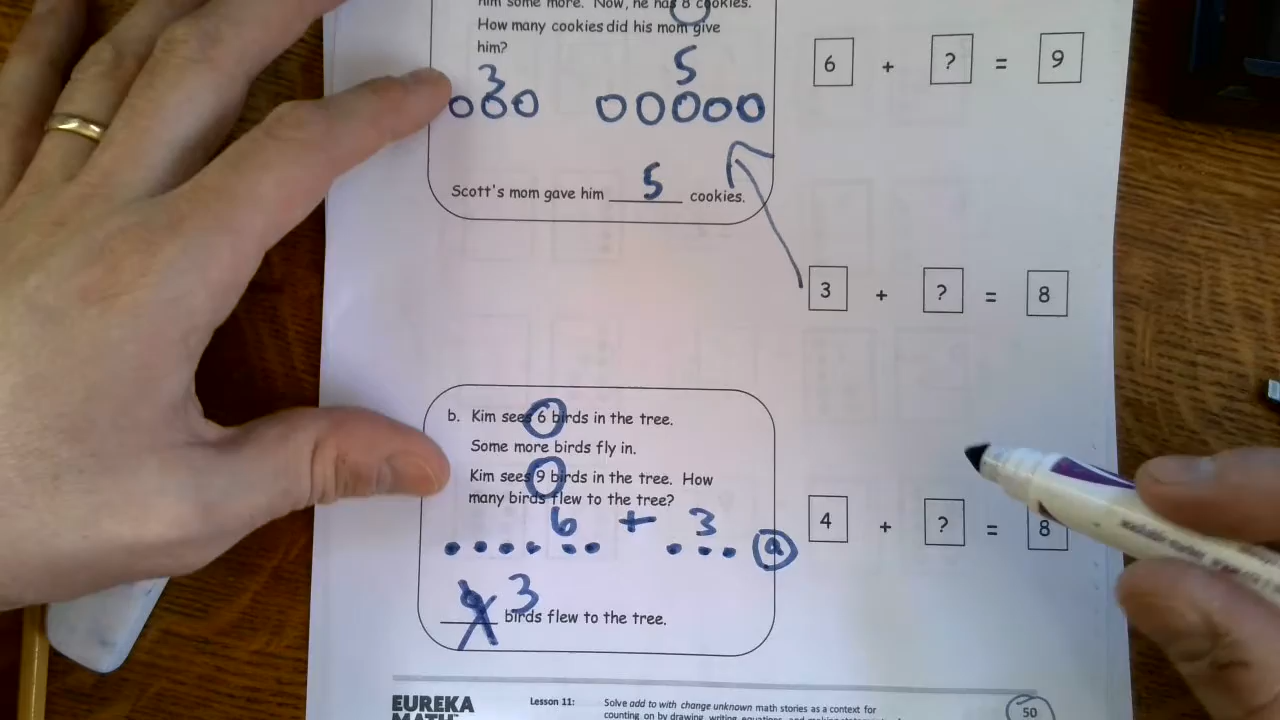 him some more. Now, he has 8 cookies.
How many cookies did his mom give
him?
3 5
Scott's mom gave him 5 cookies.
6 + ? = 9
3 + ? = 8
b. Kim sees 6 birds in the tree.
Some more birds fly in.
Kim sees 9 birds in the tree. How
many birds flew to the tree?
6 + 3
9 3 birds flew to the tree.
4 + ? = 8
EUREKA
MATH
Lesson 11:
Solve add to with change unknown math stories as a context for
counting on by drawing, writing equations, and making
50